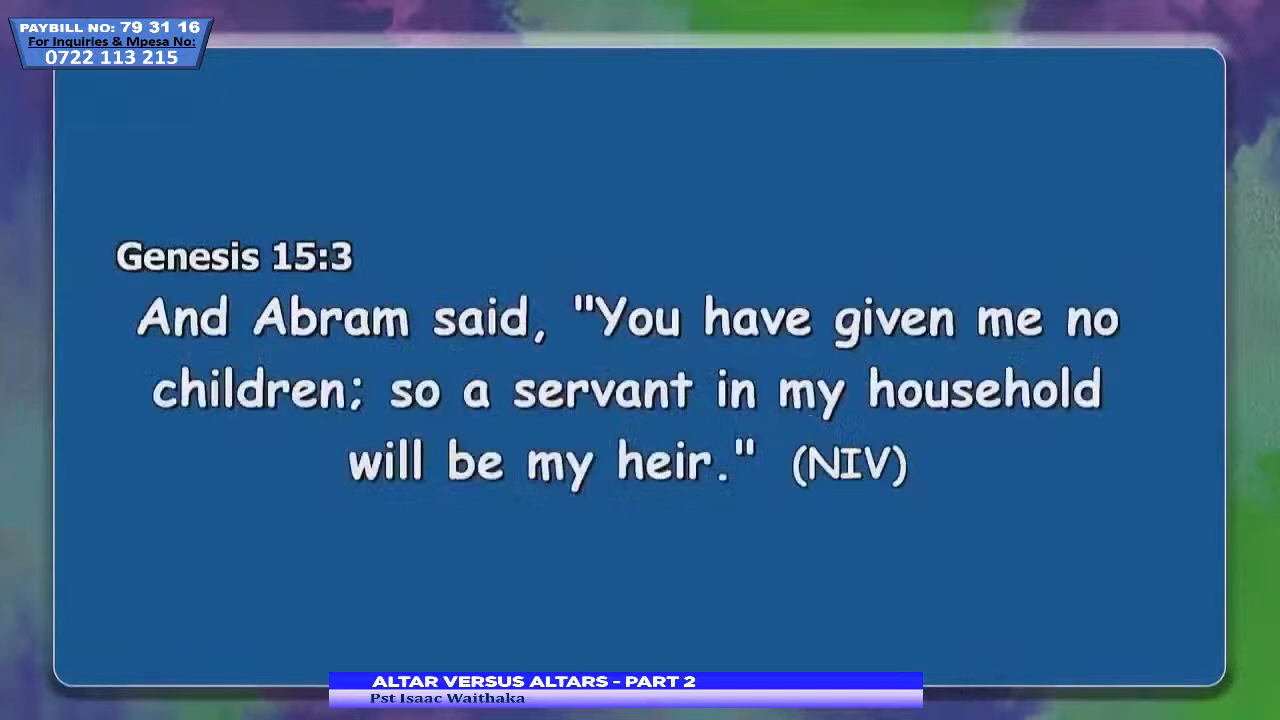 PAYBILL NO: 79 31 16
For Inquiries & Mpesa No:
0722 113 215
Genesis 15:3
And Abram said, "You have given me no
children; so a servant in my household
will be my heir." (NIV)
ALTAR VERSUS ALTARS - PART 2
Pst Isaac Waithaka